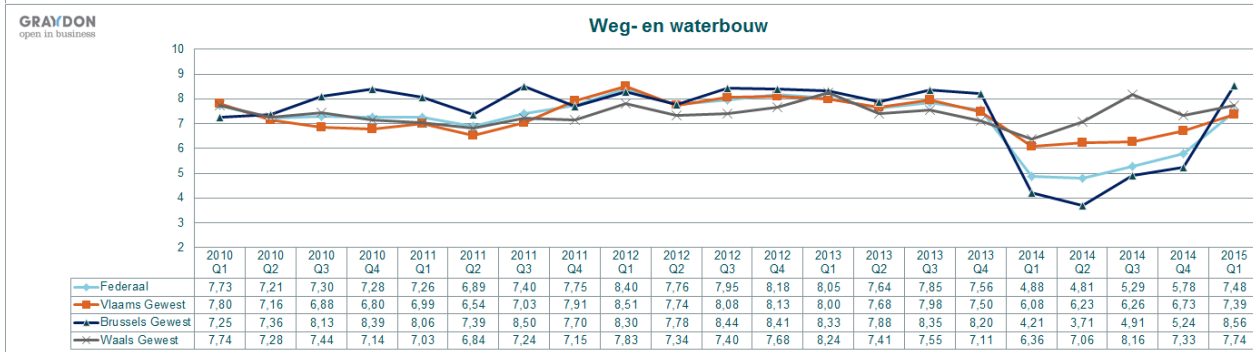 GRAYDON
open in business
Weg- en waterbouw
10
9
8
7
6
5
4
3
2
2010 Q1 2010 Q2 2010 Q3 2010 Q4 2011 Q1 2011 Q2 2011 Q3 2011 Q4 2012 Q1 2012 Q2 2012 Q3 2012 Q4 2013 Q1 2013 Q2 2013 Q3 2013 Q4 2014 Q1 2014 Q2 2014 Q3 2014 Q4 2015 Q1
Federaal 7,73 7,21 7,30 7,28 7,26 6,89 7,40 7,75 8,40 7,76 7,95 8,18 8,05 7,64 7,85 7,56 4,88 4,81 5,29 5,78 7,48
Vlaams Gewest 7,80 7,16 6,88 6,80 6,99 6,54 7,03 7,91 8,51 7,74 8,08 8,13 8,00 7,68 7,98 7,50 6,08 6,23 6,26 6,73 7,39
Brussels Gewest 7,25 7,36 8,13 8,39 8,06 7,39 8,50 7,70 8,30 7,78 8,44 8,41 8,33 7,88 8,35 8,20 4,21 3,71 4,91 5,24 8,56
Waals Gewest 7,74 7,28 7,44 7,14 7,03 6,84 7,24 7,15 7,83 7,34 7,40 7,68 8,24 7,41 7,55 7,11 6,36 7,06 8,16 7,33 7,74